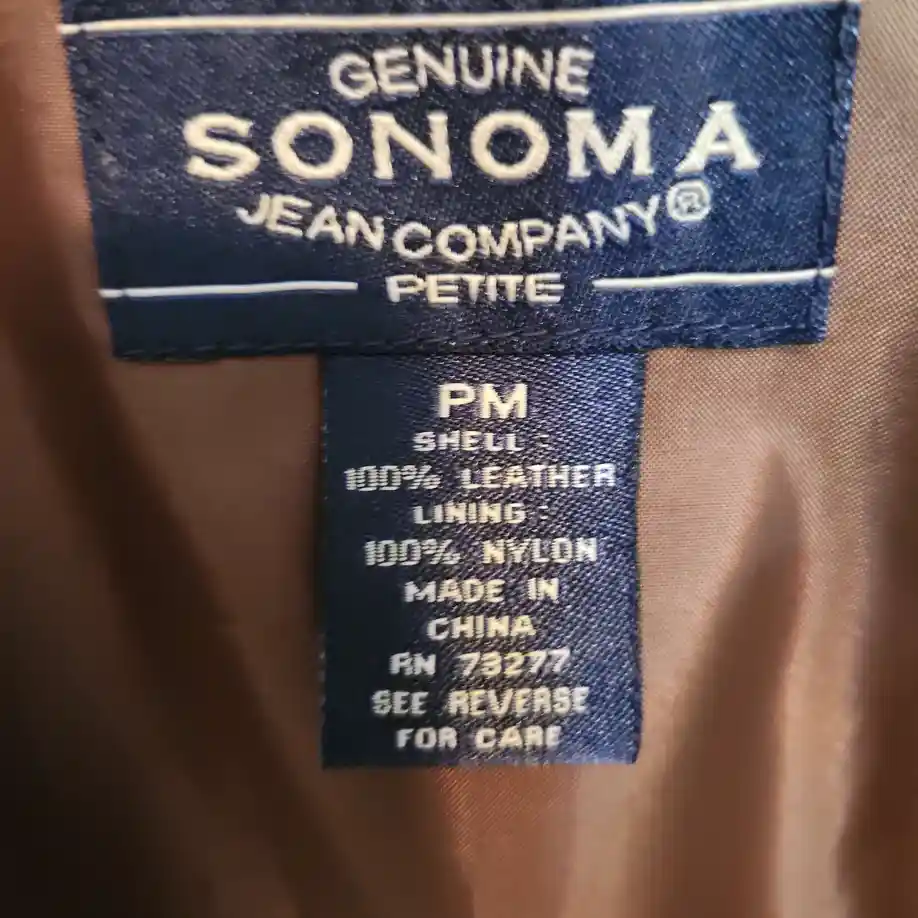 GENUINE
SONOMA
JEAN COMPANY®
PETITE
PM
SHELL:
100% LEATHER
LINING:
100% NYLON
MADE IN
CHINA
RN 73277
SEE REVERSE
FOR CARE